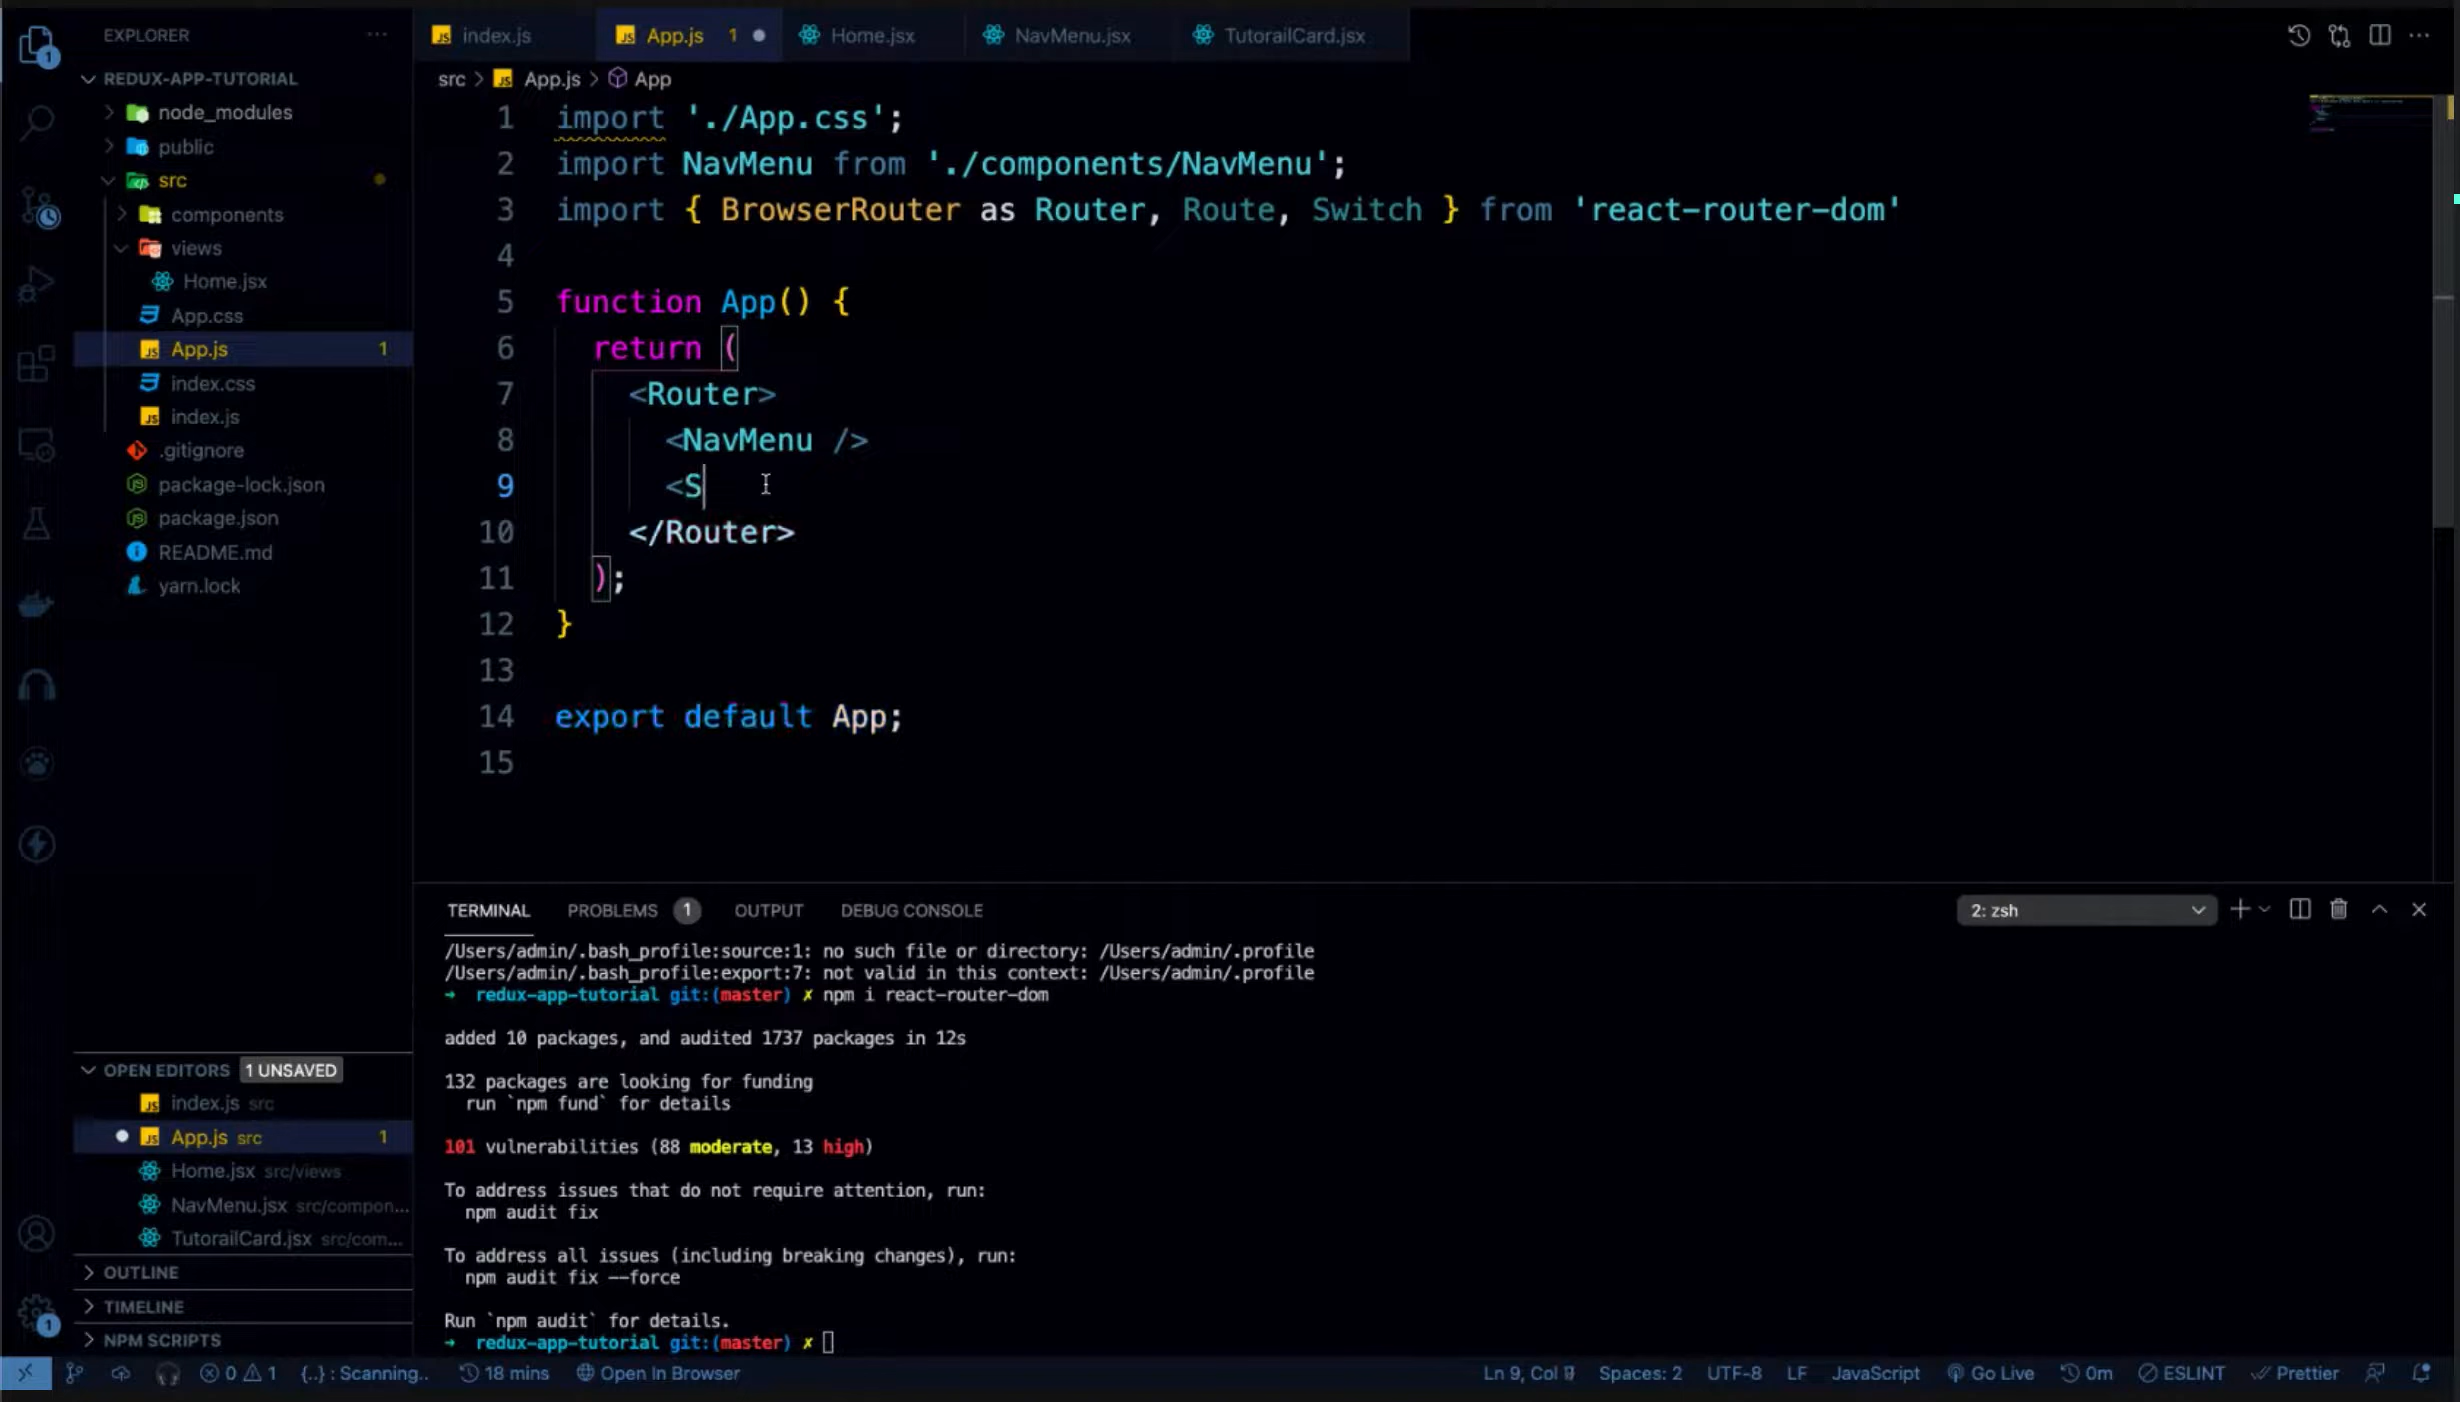 EXPLORER
REDUX-APP-TUTORIAL
node_modules
public
src
components
views
Home.jsx
App.css
App.js 1
index.css
index.js
.gitignore
package-lock.json
package.json
README.md
yarn.lock
OPEN EDITORS 1 UNSAVED
index.js src
App.js src 1
Home.jsx src/views
NavMenu.jsx src/compon...
TutorailCard.jsx src/com...
OUTLINE
TIMELINE
NPM SCRIPTS
index.js App.js 1 Home.jsx NavMenu.jsx TutorailCard.jsx
src > App.js > App
1 import './App.css';
2 import NavMenu from './components/NavMenu';
3 import { BrowserRouter as Router, Route, Switch } from 'react-router-dom'
4
5 function App() {
6 return (
7 <Router>
8 <NavMenu />
9 <S
10 </Router>
11 );
12 }
13
14 export default App;
15
TERMINAL PROBLEMS 1 OUTPUT DEBUG CONSOLE 2: zsh
/Users/admin/.bash_profile:source:1: no such file or directory: /Users/admin/.profile
/Users/admin/.bash_profile:export:7: not valid in this context: /Users/admin/.profile
→ redux-app-tutorial git:(master) ✗ npm i react-router-dom
added 10 packages, and audited 1737 packages in 12s
132 packages are looking for funding
run `npm fund` for details
101 vulnerabilities (88 moderate, 13 high)
To address issues that do not require attention, run:
npm audit fix
To address all issues (including breaking changes), run:
npm audit fix --force
Run `npm audit` for details.
→ redux-app-tutorial git:(master) ✗
0 1 {..} : Scanning.. 18 mins Open In Browser Ln 9, Col Spaces: 2 UTF-8 LF JavaScript Go Live 0m ESLINT Prettier